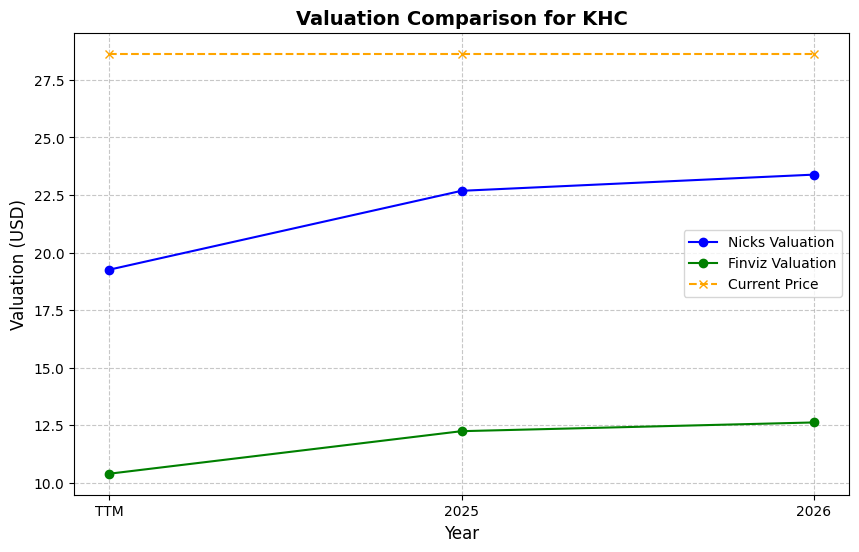 Valuation Comparison for KHC
Valuation (USD)
27.5
25.0
22.5
20.0
17.5
15.0
12.5
10.0
Nicks Valuation
Finviz Valuation
Current Price
TTM 2025 2026
Year